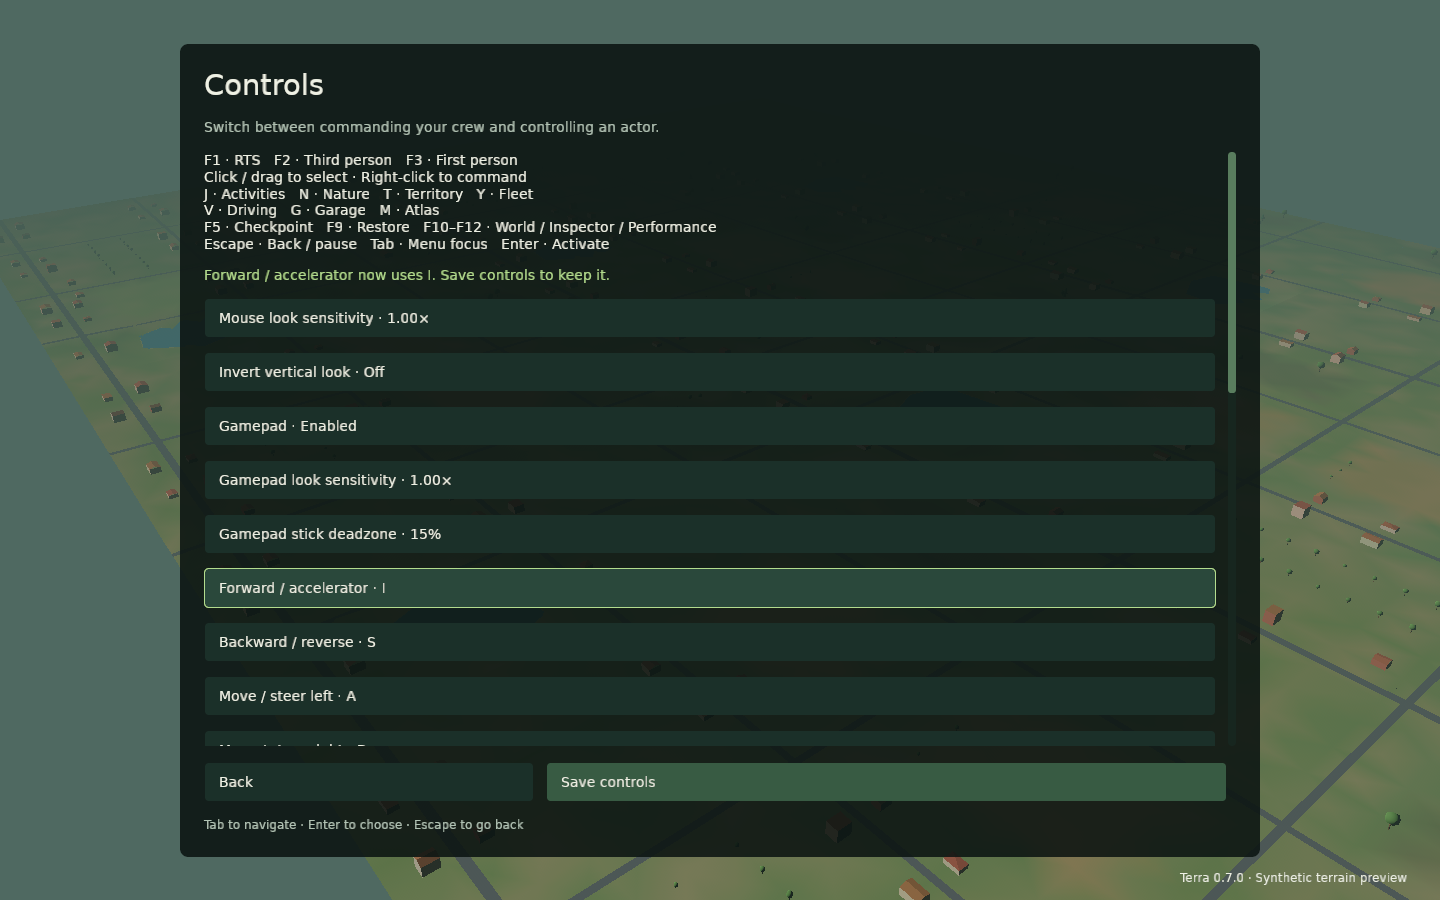 Controls
Switch between commanding your crew and controlling an actor.
F1 · RTS   F2 · Third person   F3 · First person
Click / drag to select · Right-click to command
J · Activities   N · Nature   T · Territory   Y · Fleet
V · Driving   G · Garage   M · Atlas
F5 · Checkpoint   F9 · Restore   F10–F12 · World / Inspector / Performance
Escape · Back / pause   Tab · Menu focus   Enter · Activate
Forward / accelerator now uses I. Save controls to keep it.
Mouse look sensitivity · 1.00×
Invert vertical look · Off
Gamepad · Enabled
Gamepad look sensitivity · 1.00×
Gamepad stick deadzone · 15%
Forward / accelerator · I
Backward / reverse · S
Move / steer left · A
Back
Save controls
Tab to navigate · Enter to choose · Escape to go back
Terra 0.7.0 · Synthetic terrain preview